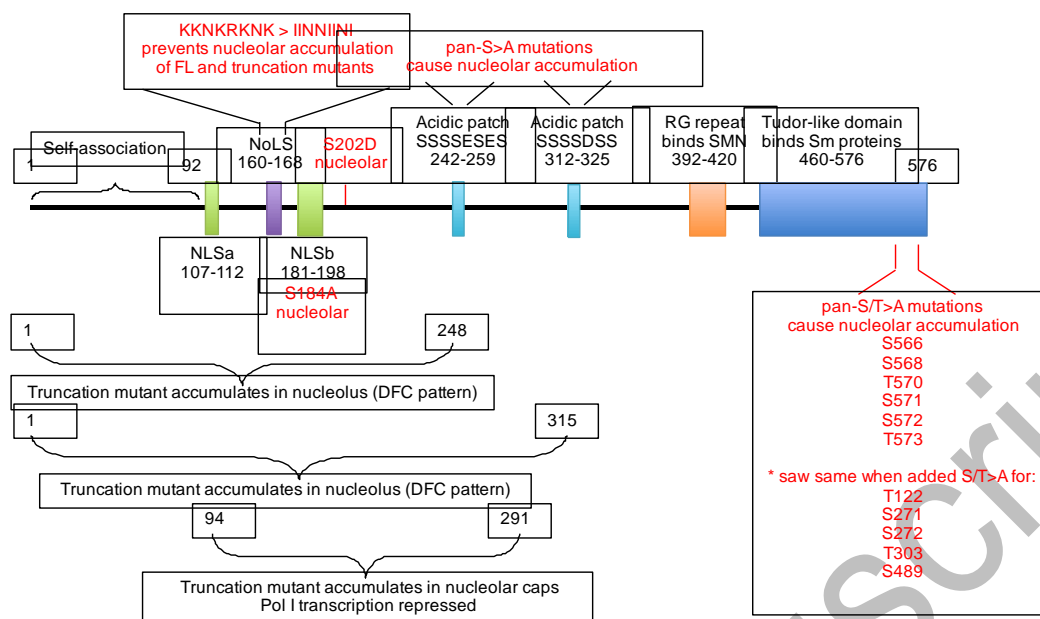 KKNKRKNK > IINNIINI
prevents nucleolar accumulation
of FL and truncation mutants
pan-S>A mutations
cause nucleolar accumulation
Self association
1
92
NoLS
160-168
S202D
nucleolar
Acidic patch
SSSSESES
242-259
Acidic patch
SSSSDSS
312-325
RG repeat
binds SMN
392-420
Tudor-like domain
binds Sm proteins
460-576
576
NLSa
107-112
NLSb
181-198
S184A
nucleolar
1
248
Truncation mutant accumulates in nucleolus (DFC pattern)
1
315
Truncation mutant accumulates in nucleolus (DFC pattern)
94
291
Truncation mutant accumulates in nucleolar caps
Pol I transcription repressed
pan-S/T>A mutations
cause nucleolar accumulation
S566
S568
T570
S571
S572
T573
* saw same when added S/T>A for:
T122
S271
S272
T303
S489